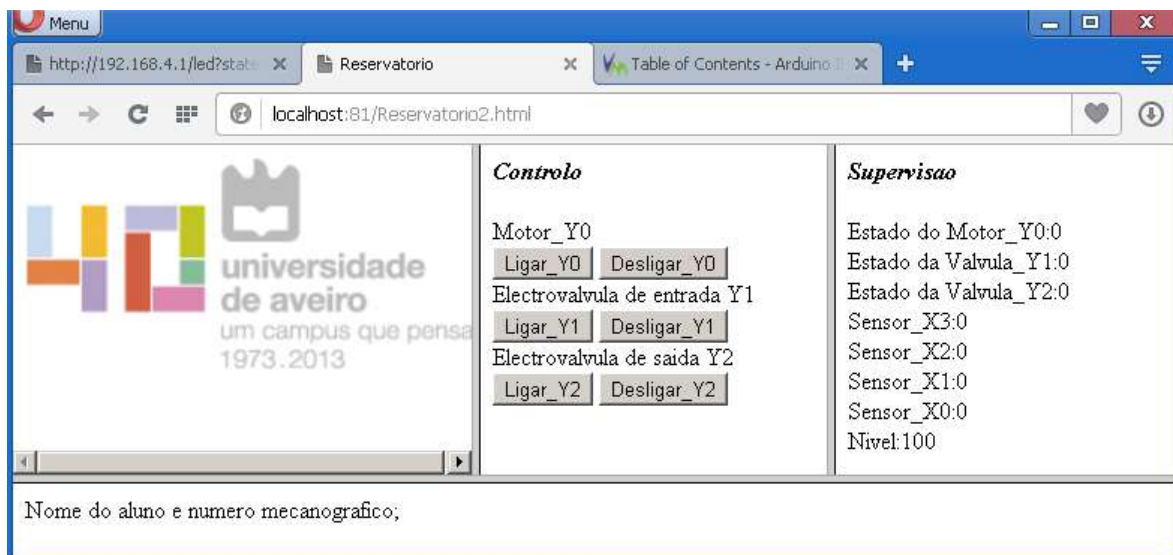 Menu
http://192.168.4.1/led?state
Reservatorio
Table of Contents - Arduino
localhost:81/Reservatorio2.html
universidade
de aveiro
um campus que pensa
1973.2013
Controlo
Motor_Y0
Ligar_Y0 Desligar_Y0
Electrovalvula de entrada Y1
Ligar_Y1 Desligar_Y1
Electrovalvula de saida Y2
Ligar_Y2 Desligar_Y2
Supervisao
Estado do Motor_Y0:0
Estado da Valvula_Y1:0
Estado da Valvula_Y2:0
Sensor_X3:0
Sensor_X2:0
Sensor_X1:0
Sensor_X0:0
Nivel:100
Nome do aluno e numero mecanografico;